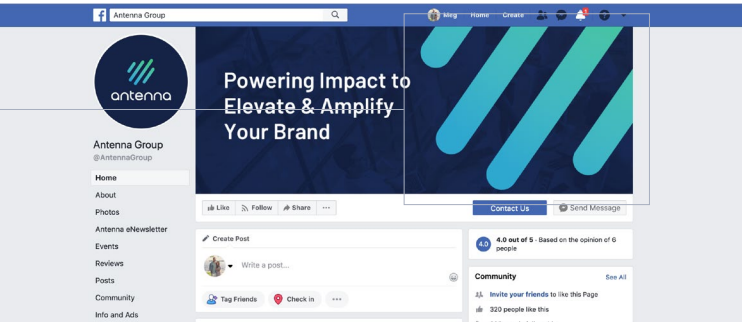 Antenna Group
Meg Home Create
antenna
Powering Impact to
Elevate & Amplify
Your Brand
Antenna Group
@AntennaGroup
Home
About
Photos
Antenna eNewsletter
Events
Reviews
Posts
Community
Info and Ads
Like Follow Share
Contact Us Send Message
Create Post
Write a post...
Tag Friends Check in
4.0 4.0 out of 5 - Based on the opinion of 6
people
Community See All
Invite your friends to like this Page
320 people like this